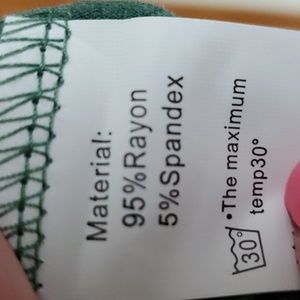 Material:
95%Rayon
5%Spandex
30°
•The maximum
temp30°